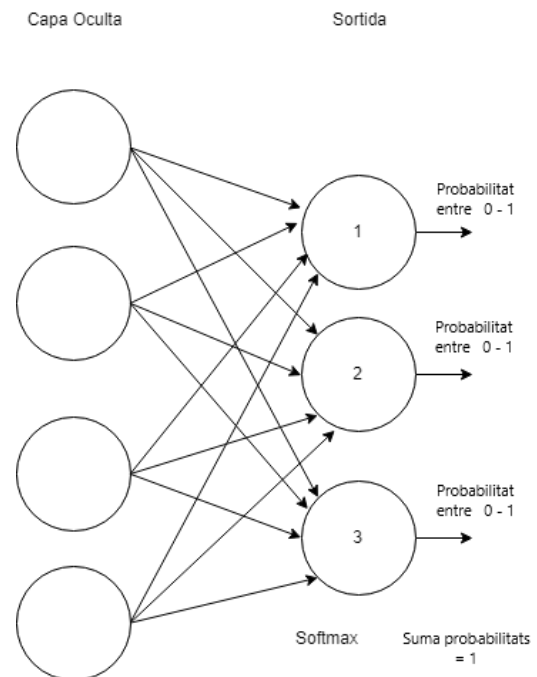 Capa Oculta
Sortida
Probabilitat
entre 0 - 1
1
Probabilitat
entre 0 - 1
2
Probabilitat
entre 0 - 1
3
Softmax
Suma probabilitats
= 1